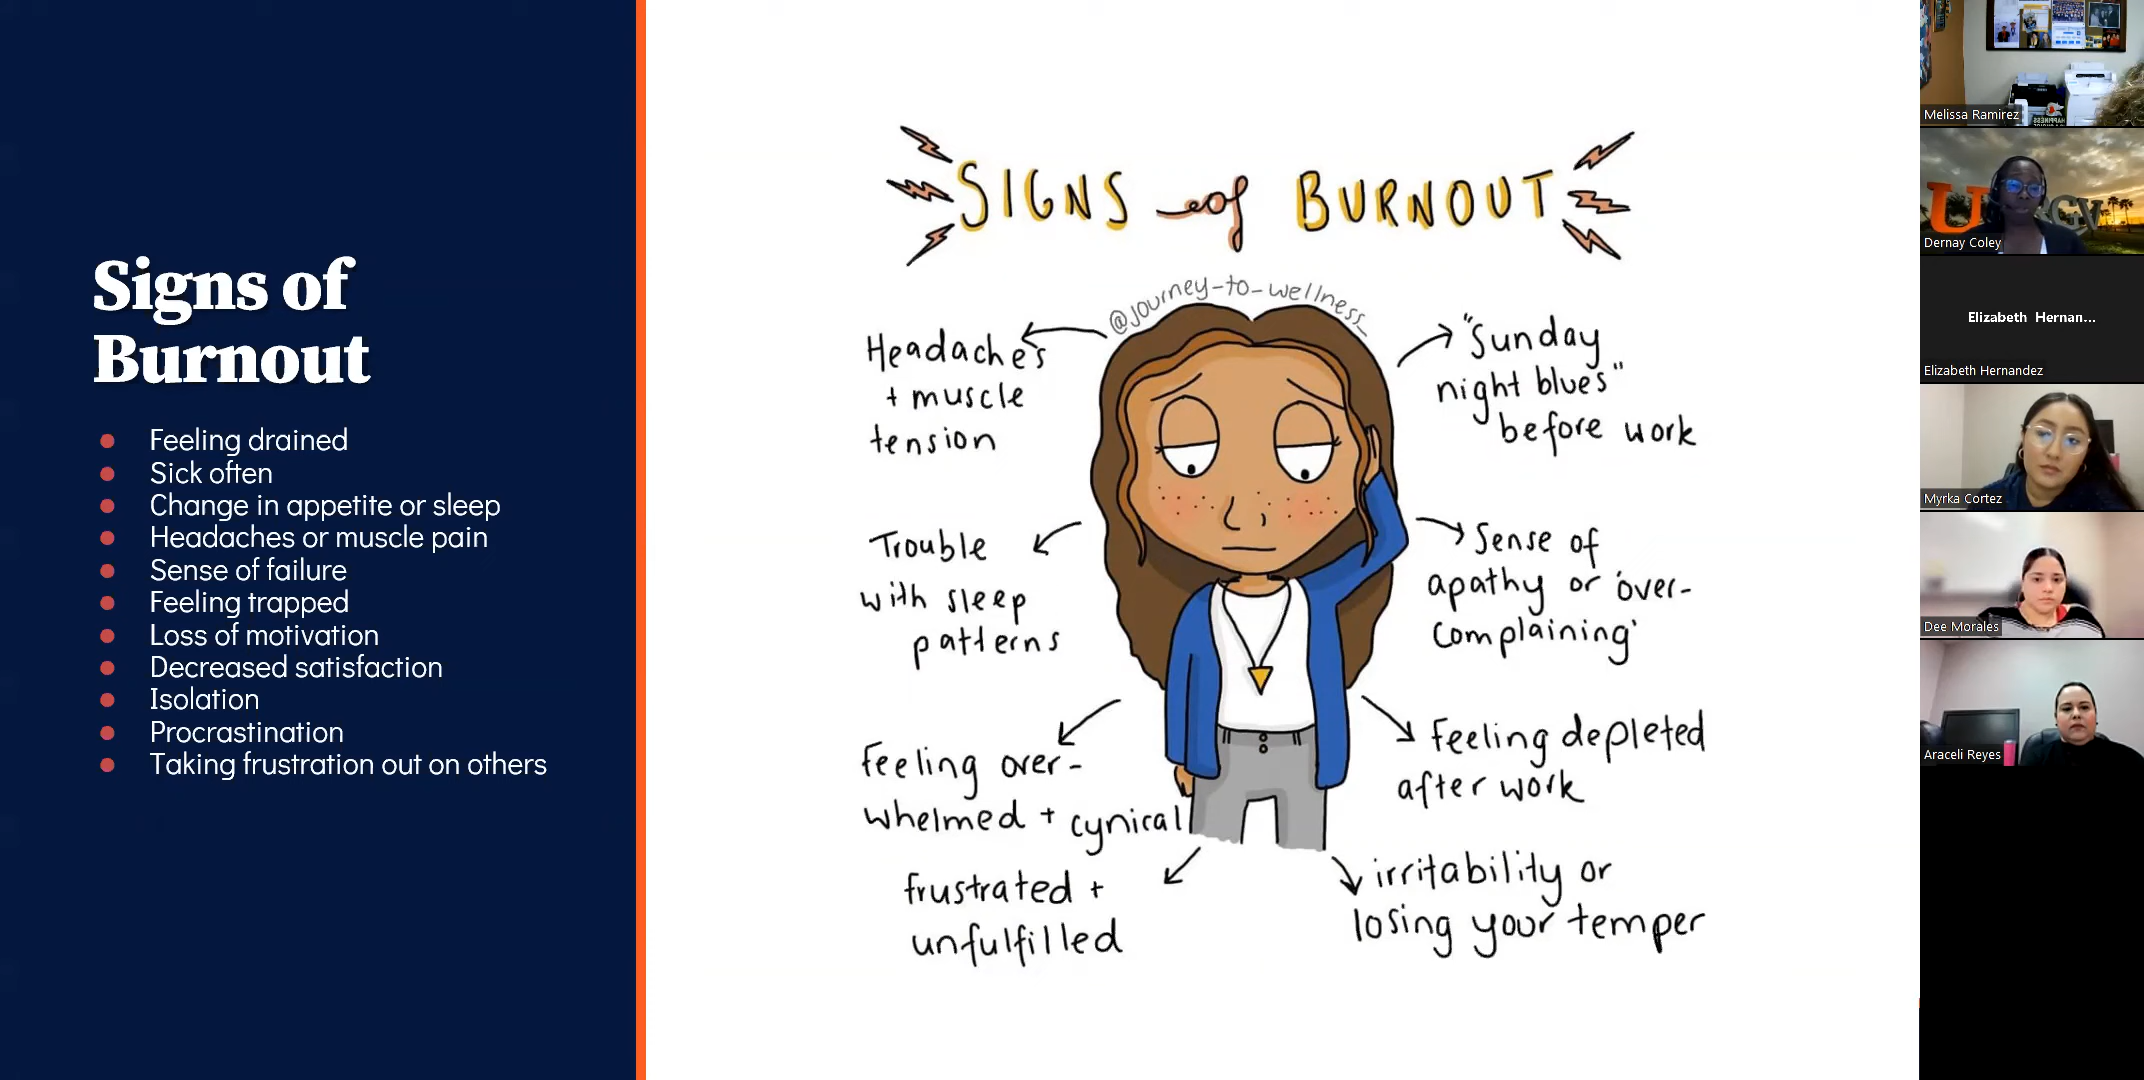 Signs of
Burnout
Feeling drained
Sick often
Change in appetite or sleep
Headaches or muscle pain
Sense of failure
Feeling trapped
Loss of motivation
Decreased satisfaction
Isolation
Procrastination
Taking frustration out on others
SIGNS of BURNOUT
@journey-to-wellness_
Headaches
+ muscle
tension
"Sunday
night blues"
before work
Trouble
with sleep
patterns
Sense of
apathy or 'over-
complaining'
feeling over-
whelmed + cynical
Feeling depleted
after work
frustrated +
unfulfilled
irritability or
losing your temper
Melissa Ramirez
Dernay Coley
Elizabeth Hernan...
Elizabeth Hernandez
Myrka Cortez
Dee Morales
Araceli Reyes